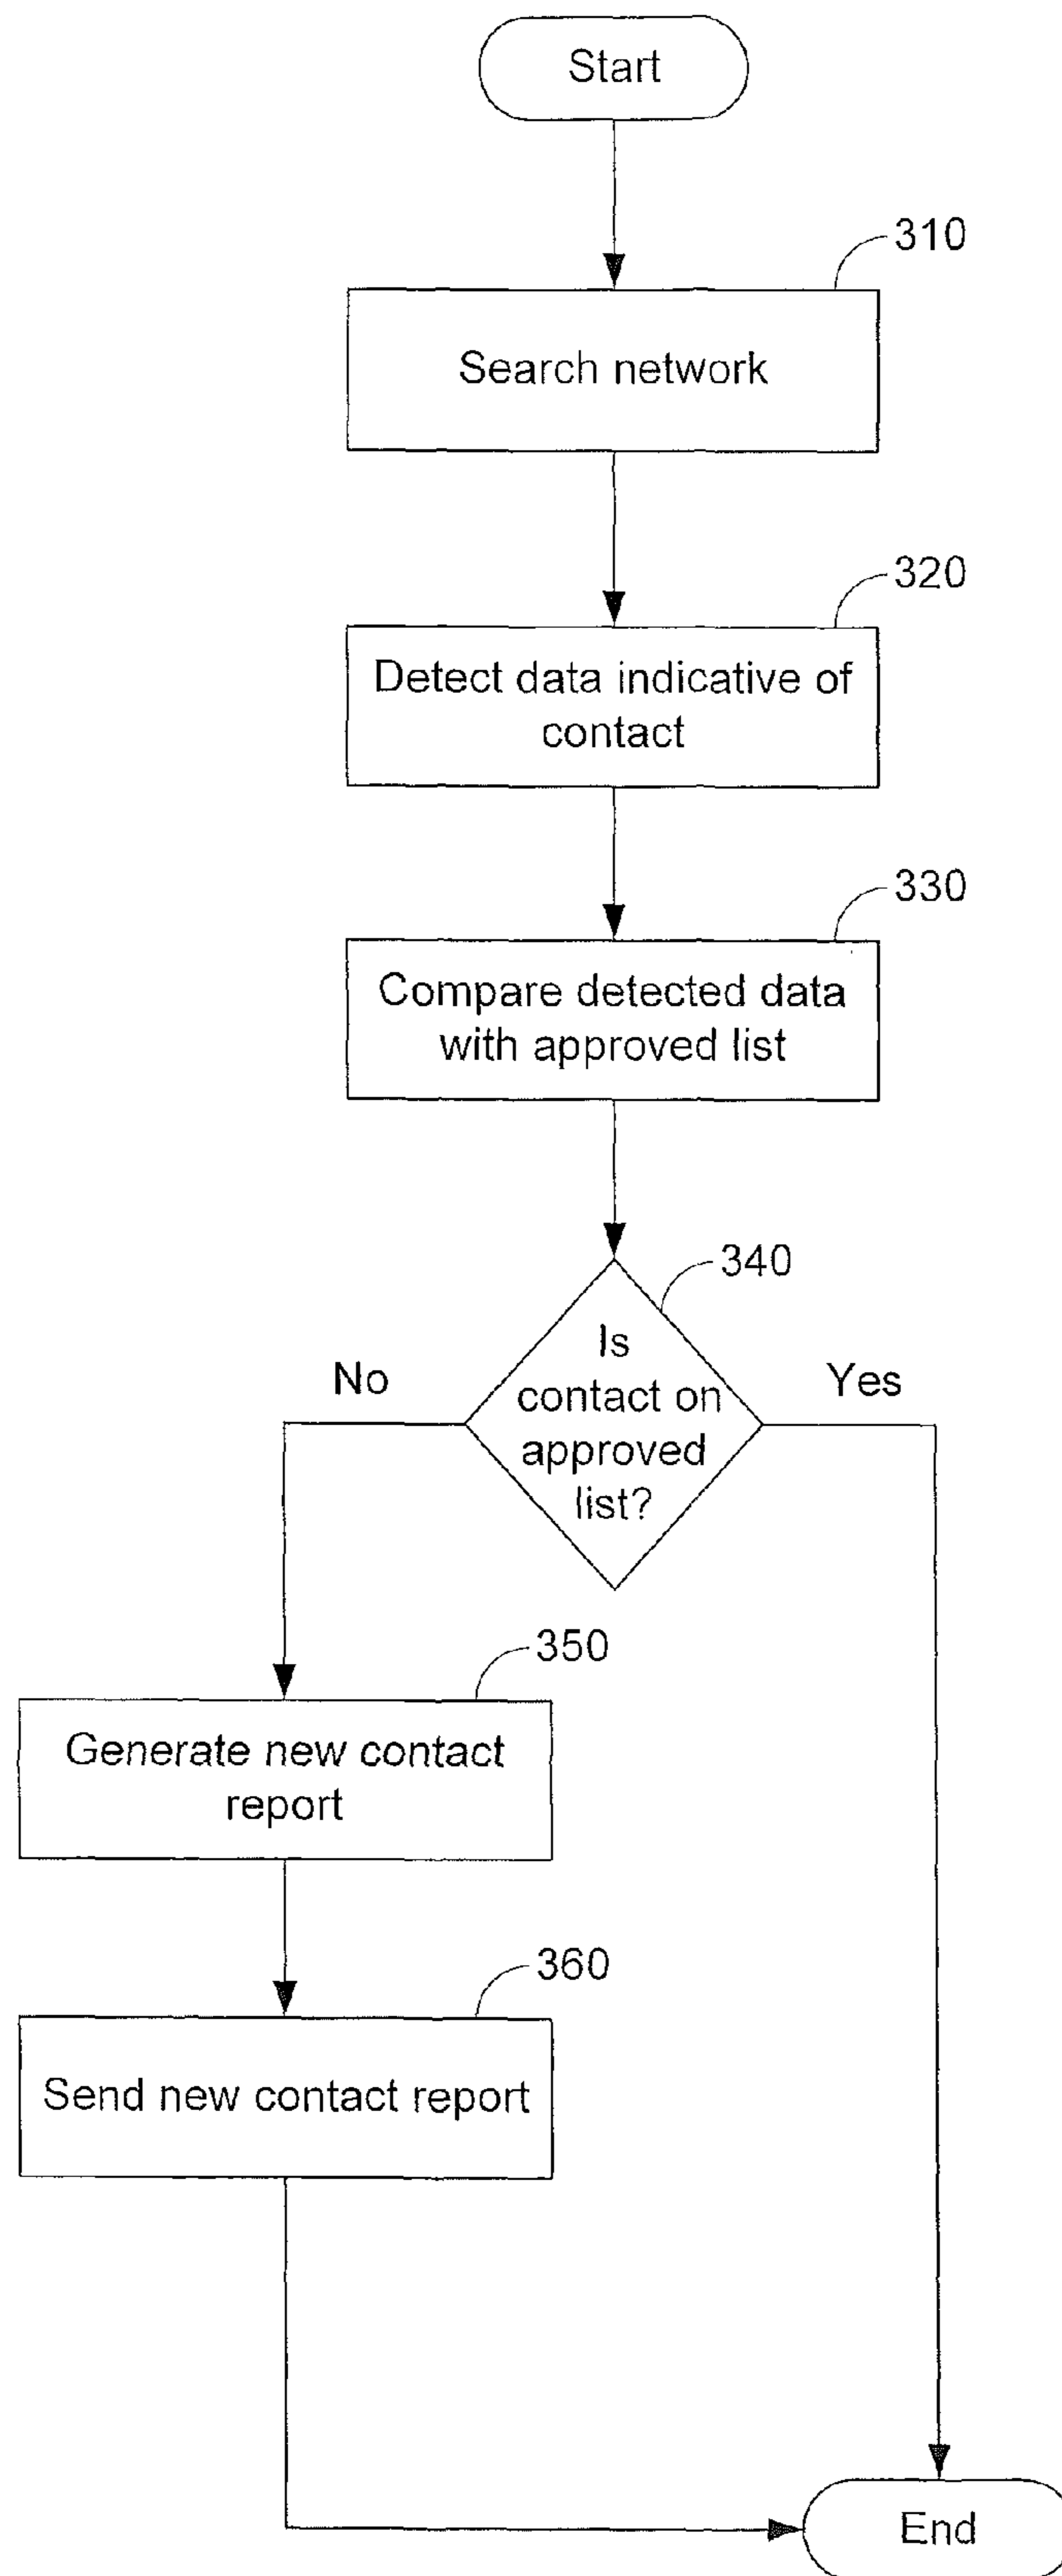 Start
310
Search network
320
Detect data indicative of
contact
330
Compare detected data
with approved list
340
Is
contact on
approved
list?
No
Yes
350
Generate new contact
report
360
Send new contact report
End